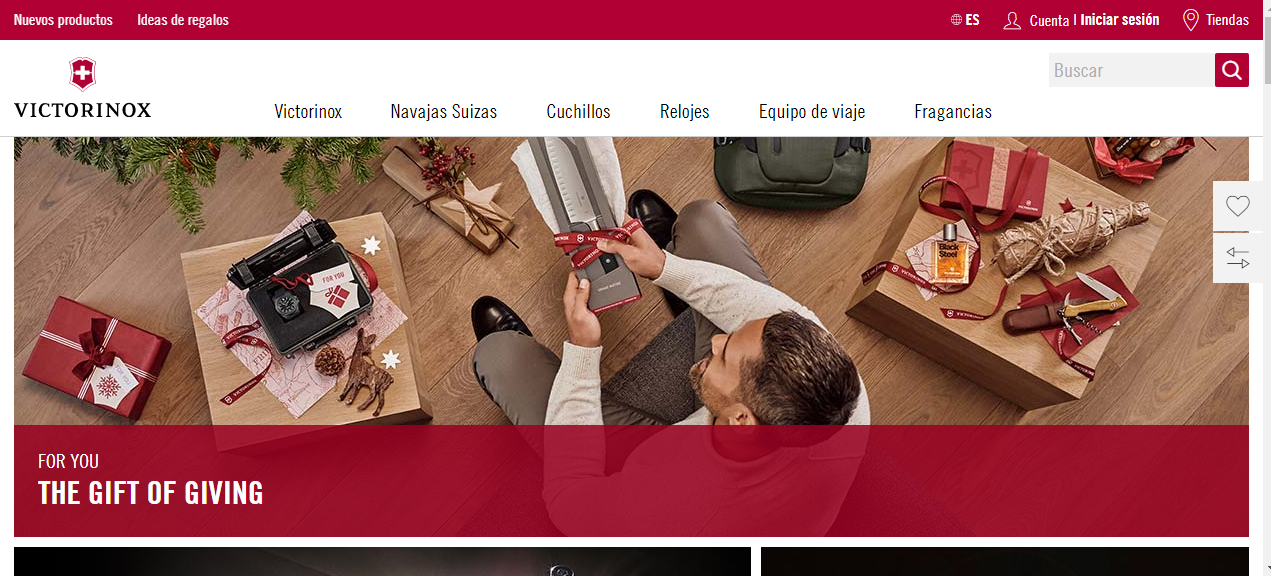 Nuevos productos Ideas de regalos ES Cuenta | Iniciar sesión Tiendas
Buscar
VICTORINOX
Victorinox Navajas Suizas Cuchillos Relojes Equipo de viaje Fragancias
FOR YOU
Black
Steel
VICTORINOX
FOR YOU
THE GIFT OF GIVING